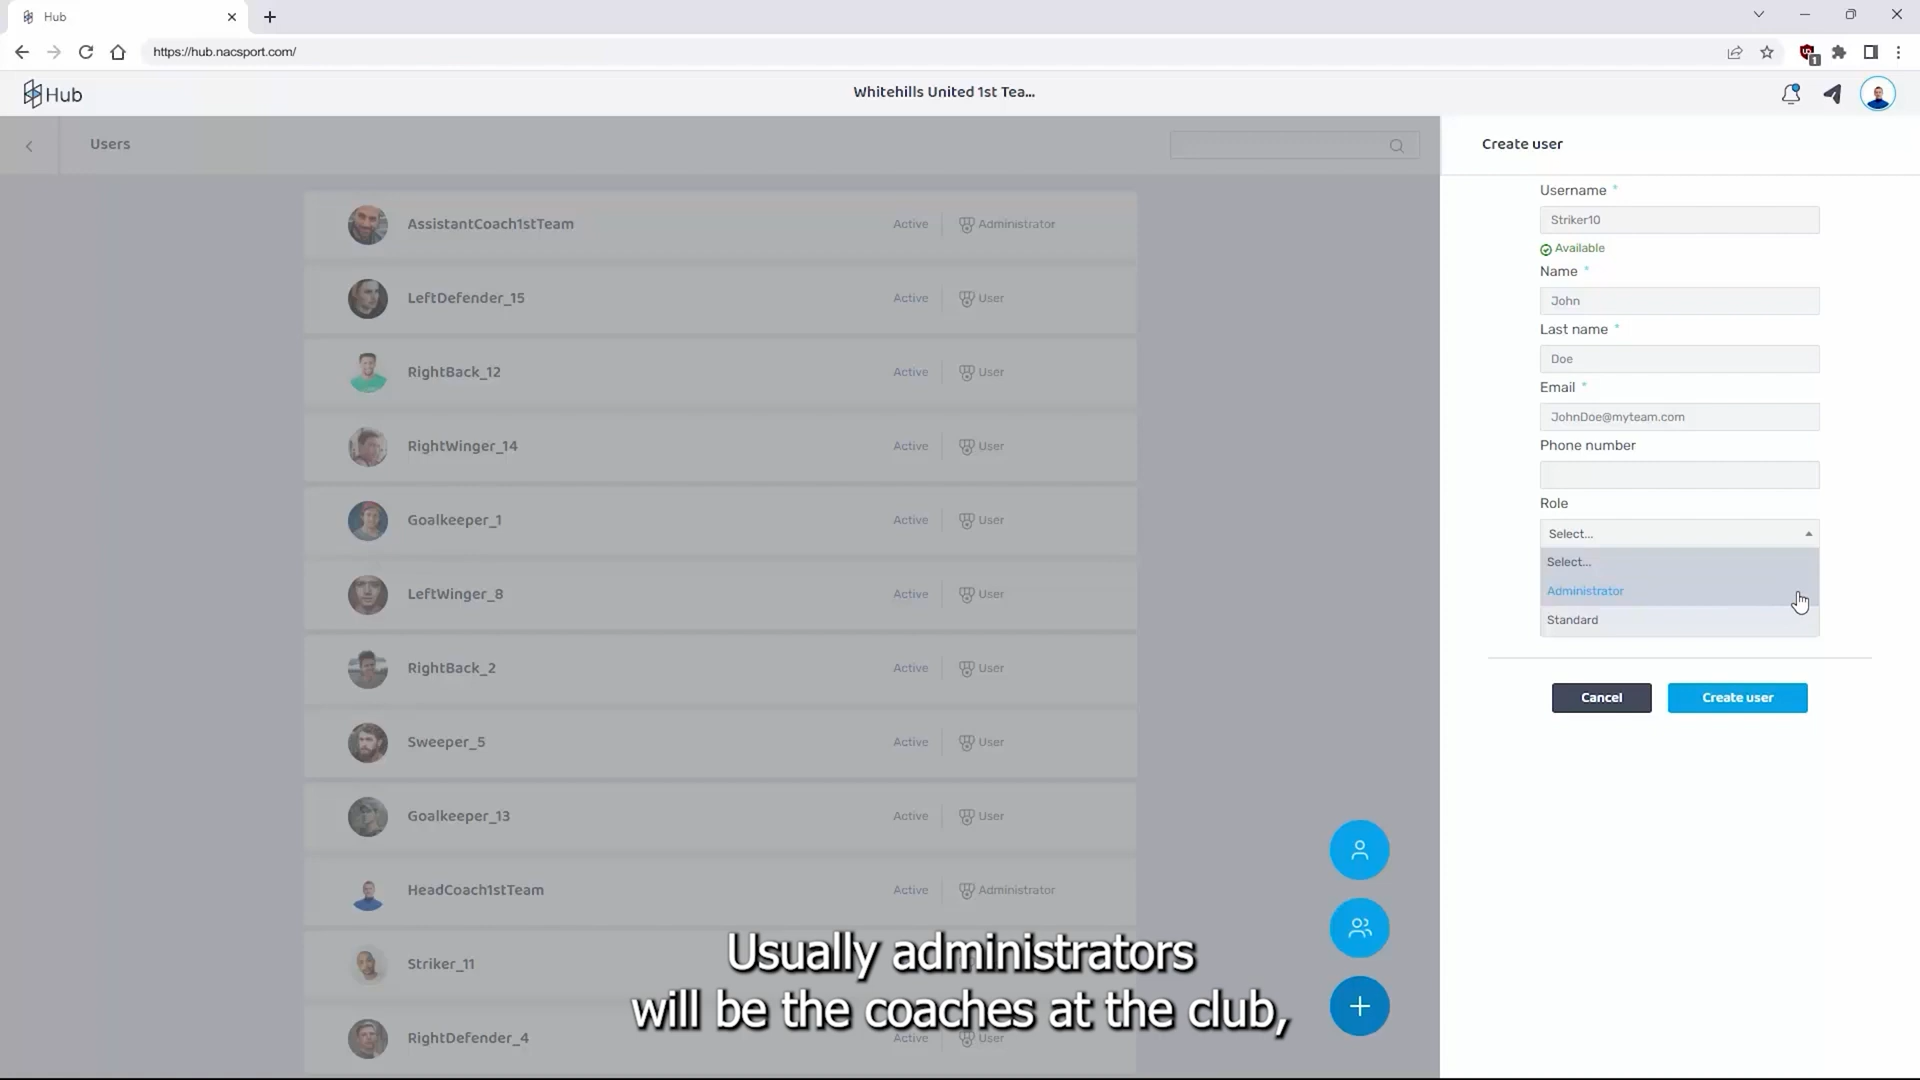 Hub
https://hub.nacsport.com/
1
Hub
Whitehills United 1st Tea...
Users
AssistantCoach1stTeam Active Administrator
LeftDefender_15 Active User
RightBack_12 Active User
RightWinger_14 Active User
Goalkeeper_1 Active User
LeftWinger_8 Active User
RightBack_2 Active User
Sweeper_5 Active User
Goalkeeper_13 Active User
HeadCoach1stTeam Active Administrator
Striker_11
RightDefender_4 User
Create user
Username *
Striker10
Available
Name *
John
Last name *
Doe
Email *
JohnDoe@myteam.com
Phone number
Role
Select...
Select...
Administrator
Standard
Cancel Create user
Usually administrators
will be the coaches at the club,